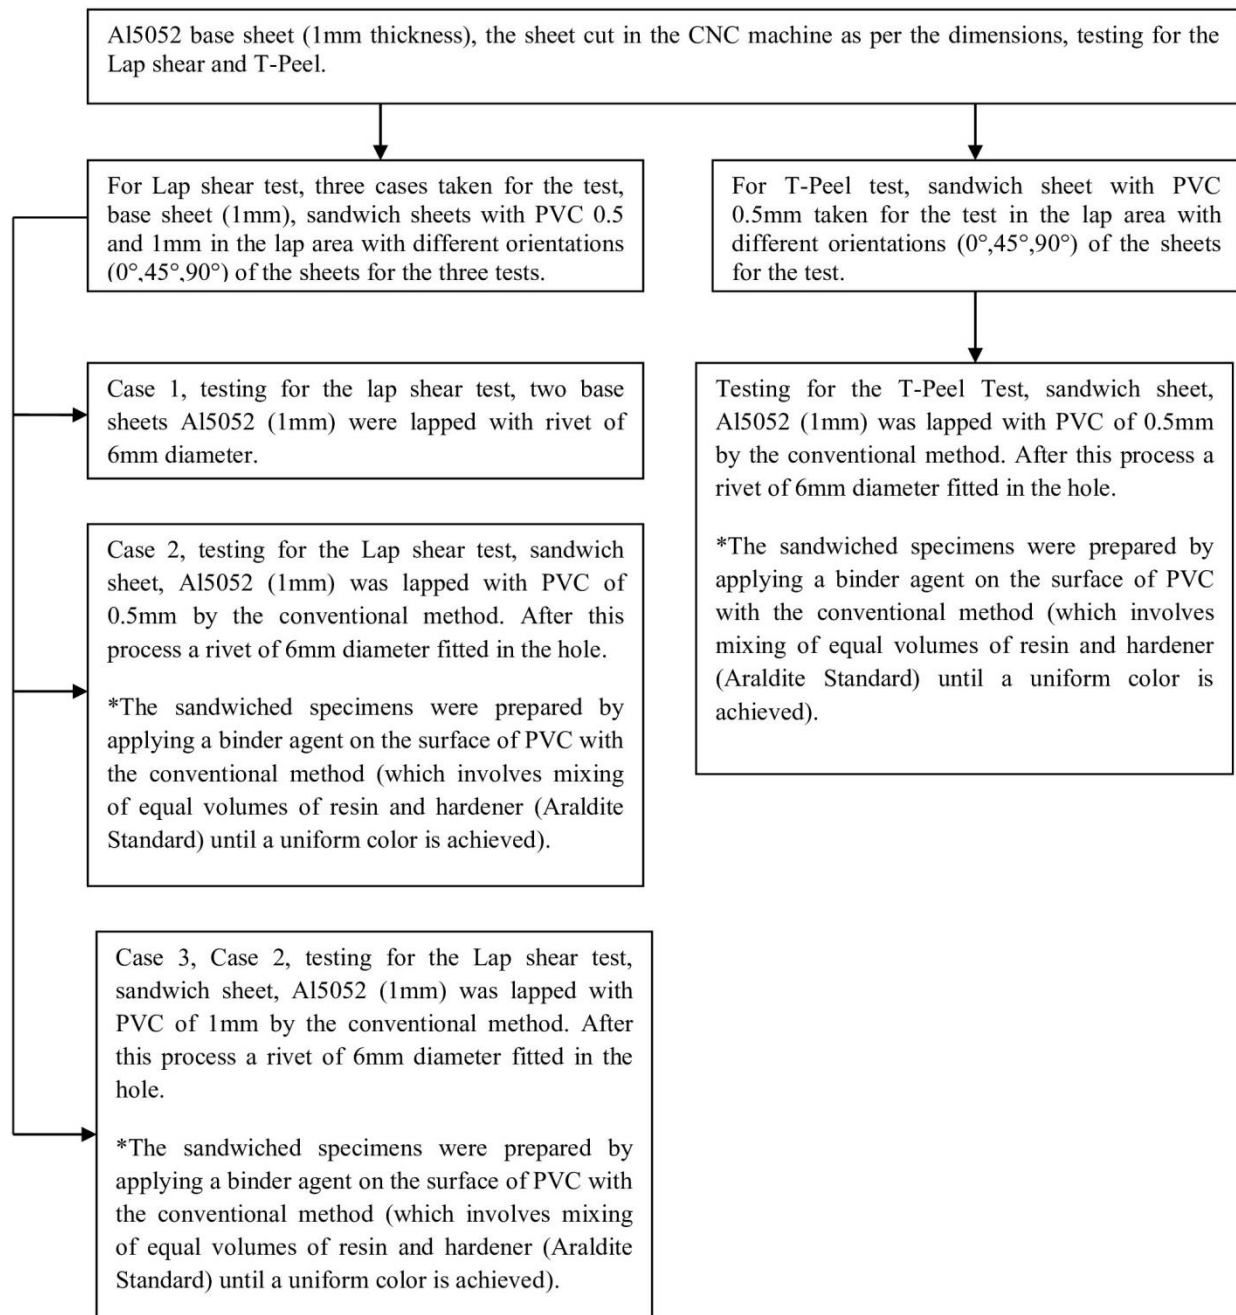 Al5052 base sheet (1mm thickness), the sheet cut in the CNC machine as per the dimensions, testing for the
Lap shear and T-Peel.
For Lap shear test, three cases taken for the test,
base sheet (1mm), sandwich sheets with PVC 0.5
and 1mm in the lap area with different orientations
(0°,45°,90°) of the sheets for the three tests.
For T-Peel test, sandwich sheet with PVC
0.5mm taken for the test in the lap area with
different orientations (0°,45°,90°) of the sheets
for the test.
Case 1, testing for the lap shear test, two base
sheets Al5052 (1mm) were lapped with rivet of
6mm diameter.
Testing for the T-Peel Test, sandwich sheet,
Al5052 (1mm) was lapped with PVC of 0.5mm
by the conventional method. After this process a
rivet of 6mm diameter fitted in the hole.
*The sandwiched specimens were prepared by
applying a binder agent on the surface of PVC
with the conventional method (which involves
mixing of equal volumes of resin and hardener
(Araldite Standard) until a uniform color is
achieved).
Case 2, testing for the Lap shear test, sandwich
sheet, Al5052 (1mm) was lapped with PVC of
0.5mm by the conventional method. After this
process a rivet of 6mm diameter fitted in the hole.
*The sandwiched specimens were prepared by
applying a binder agent on the surface of PVC with
the conventional method (which involves mixing
of equal volumes of resin and hardener (Araldite
Standard) until a uniform color is achieved).
Case 3, Case 2, testing for the Lap shear test,
sandwich sheet, Al5052 (1mm) was lapped with
PVC of 1mm by the conventional method. After
this process a rivet of 6mm diameter fitted in the
hole.
*The sandwiched specimens were prepared by
applying a binder agent on the surface of PVC with
the conventional method (which involves mixing
of equal volumes of resin and hardener (Araldite
Standard) until a uniform color is achieved).